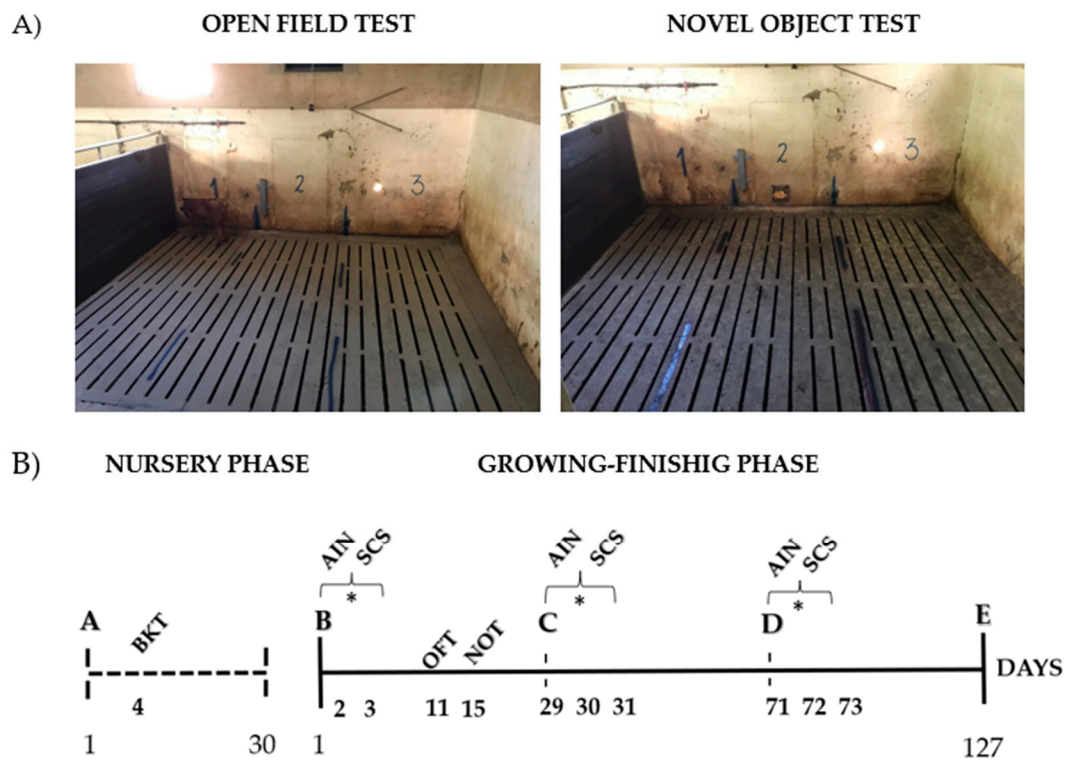 A)
OPEN FIELD TEST
NOVEL OBJECT TEST
1 2 3
1 2 3
B)
NURSERY PHASE
GROWING-FINISHIG PHASE
AIN SCS AIN SCS AIN SCS
* * *
A BKT B OFT NOT C D E
DAYS
4 2 3 11 15 29 30 31 71 72 73
1 30 1 127